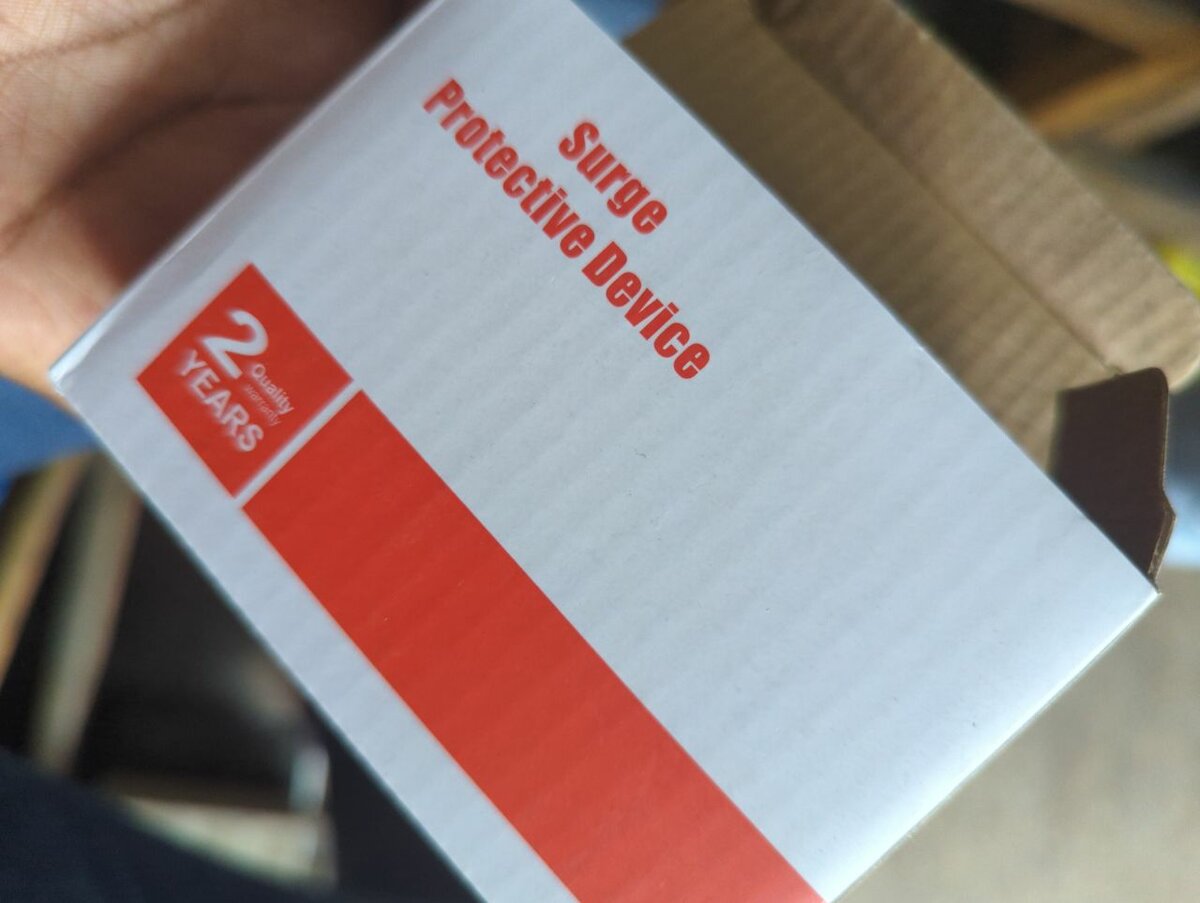 Surge
Protective Device
2 Quality
warranty
YEARS